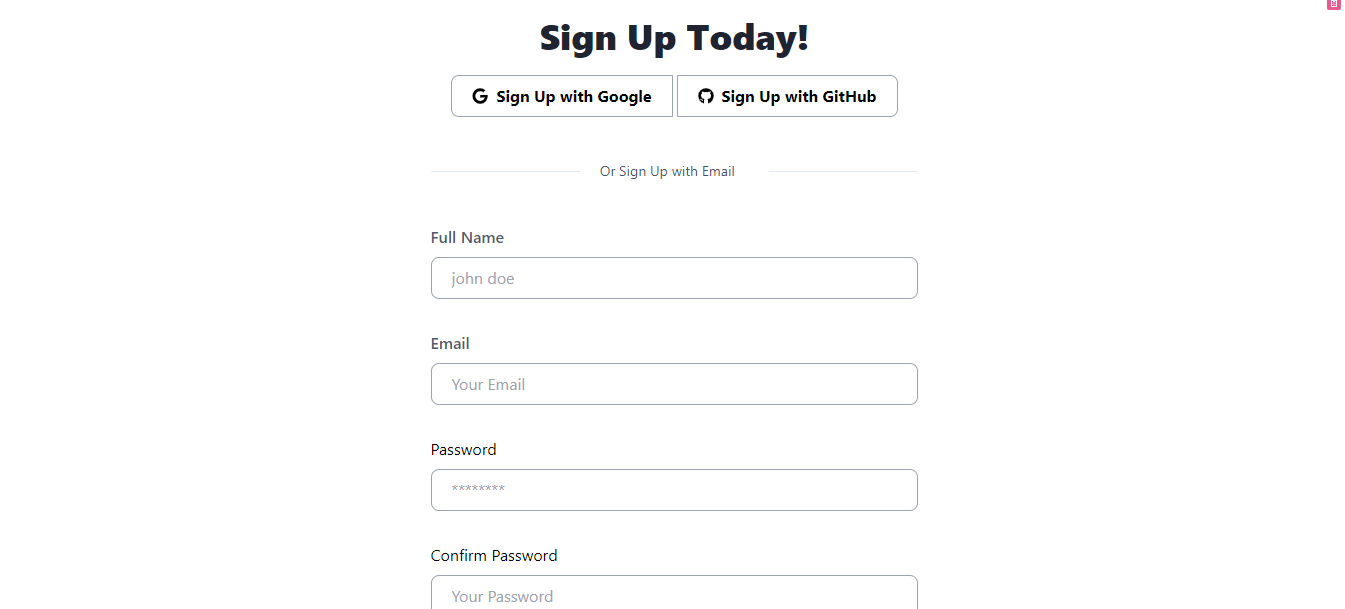 Sign Up Today!
Sign Up with Google
Sign Up with GitHub
Or Sign Up with Email
Full Name
john doe
Email
Your Email
Password
********
Confirm Password
Your Password